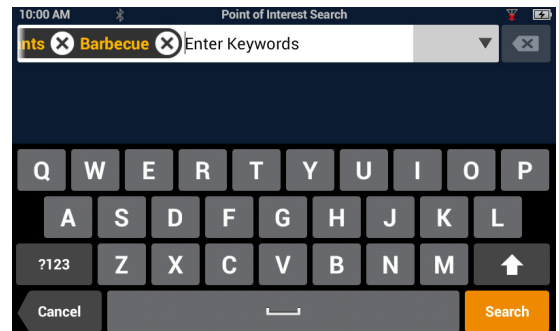 10:00 AM Point of Interest Search
nts Barbecue Enter Keywords
Q W E R T Y U I O P
A S D F G H J K L
?123 Z X C V B N M
Cancel Search